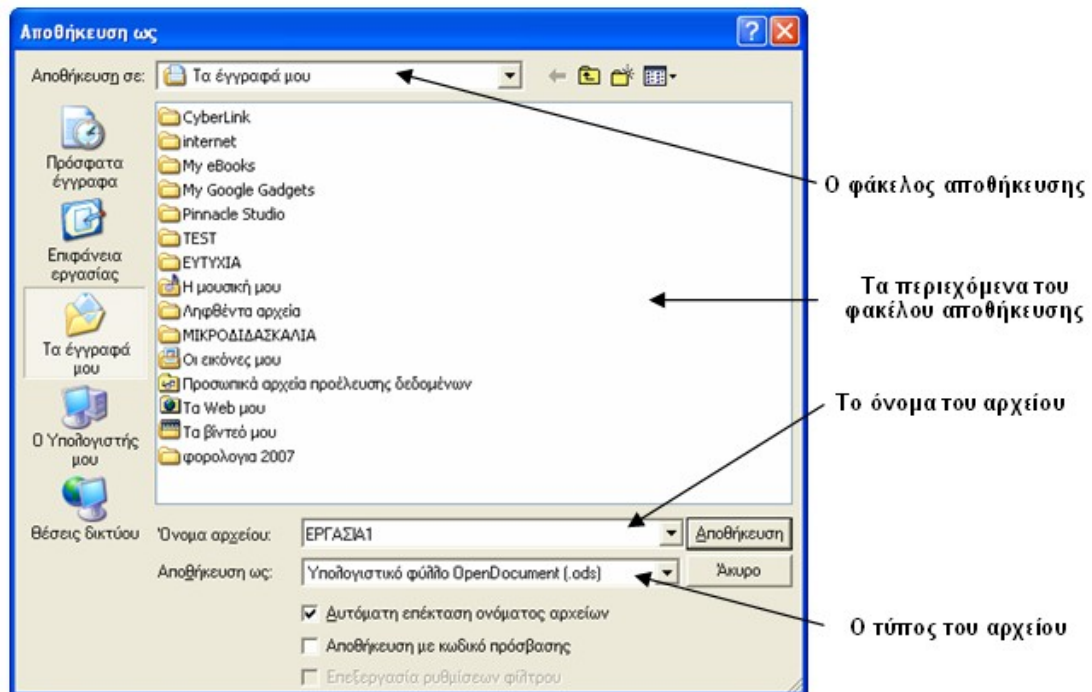 Αποθήκευση ως
Αποθήκευση σε:
Τα έγγραφά μου
Πρόσφατα
έγγραφα
Επιφάνεια
εργασίας
Τα έγγραφά
μου
Ο Υπολογιστής
μου
Θέσεις δικτύου
CyberLink
internet
My eBooks
My Google Gadgets
Pinnacle Studio
TEST
ΕΥΤΥΧΙΑ
Η μουσική μου
Ληφθέντα αρχεία
ΜΙΚΡΟΔΙΔΑΣΚΑΛΙΑ
Οι εικόνες μου
Προσωπικά αρχεία προέλευσης δεδομένων
Τα Web μου
Τα βίντεό μου
φορολογια 2007
Όνομα αρχείου:
ΕΡΓΑΣΙΑ1
Αποθήκευση
Αποθήκευση ως:
Υπολογιστικό φύλλο OpenDocument (.ods)
Άκυρο
Αυτόματη επέκταση ονόματος αρχείων
Αποθήκευση με κωδικό πρόσβασης
Επεξεργασία ρυθμίσεων φίλτρου
Ο φάκελος αποθήκευσης
Τα περιεχόμενα του
φακέλου αποθήκευσης
Το όνομα του αρχείου
Ο τύπος του αρχείου